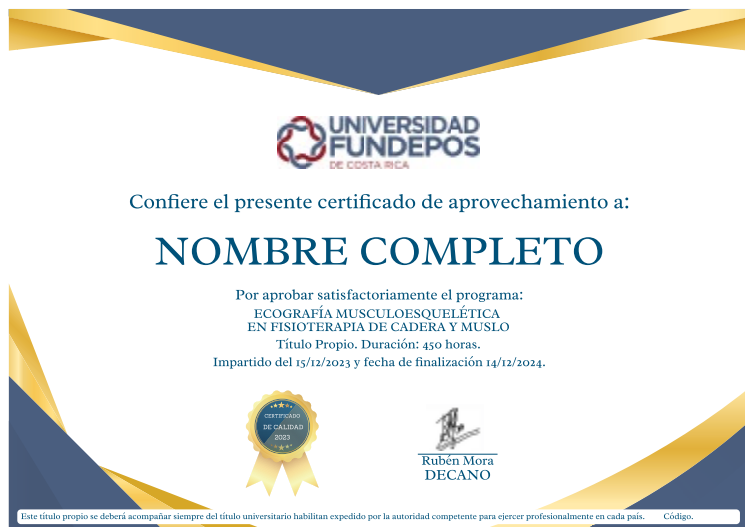 UNIVERSIDAD
FUNDEPOS
DE COSTA RICA
Confiere el presente certificado de aprovechamiento a:
NOMBRE COMPLETO
Por aprobar satisfactoriamente el programa:
ECOGRAFÍA MUSCULOESQUELÉTICA
EN FISIOTERAPIA DE CADERA Y MUSLO
Título Propio. Duración: 450 horas.
Impartido del 15/12/2023 y fecha de finalización 14/12/2024.
CERTIFICADO
DE CALIDAD
2023
Rubén Mora
DECANO
Este título propio se deberá acompañar siempre del título universitario habilitan expedido por la autoridad competente para ejercer profesionalmente en cada país. Código.